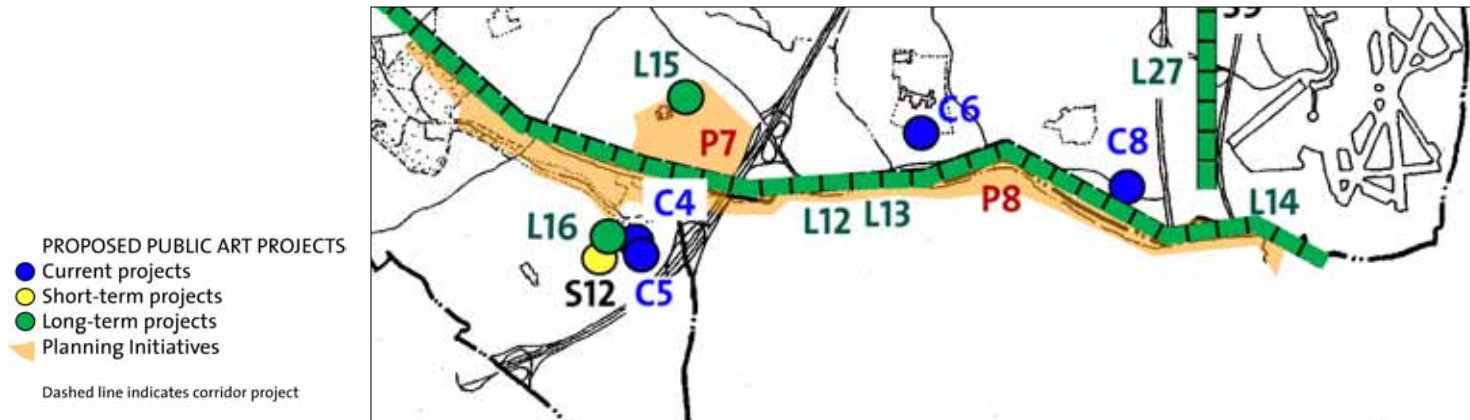 PROPOSED PUBLIC ART PROJECTS
Current projects
Short-term projects
Long-term projects
Planning Initiatives
Dashed line indicates corridor project
L15
P7
C6
L27
C8
C4
P8
L12
L13
L14
L16
S12
C5